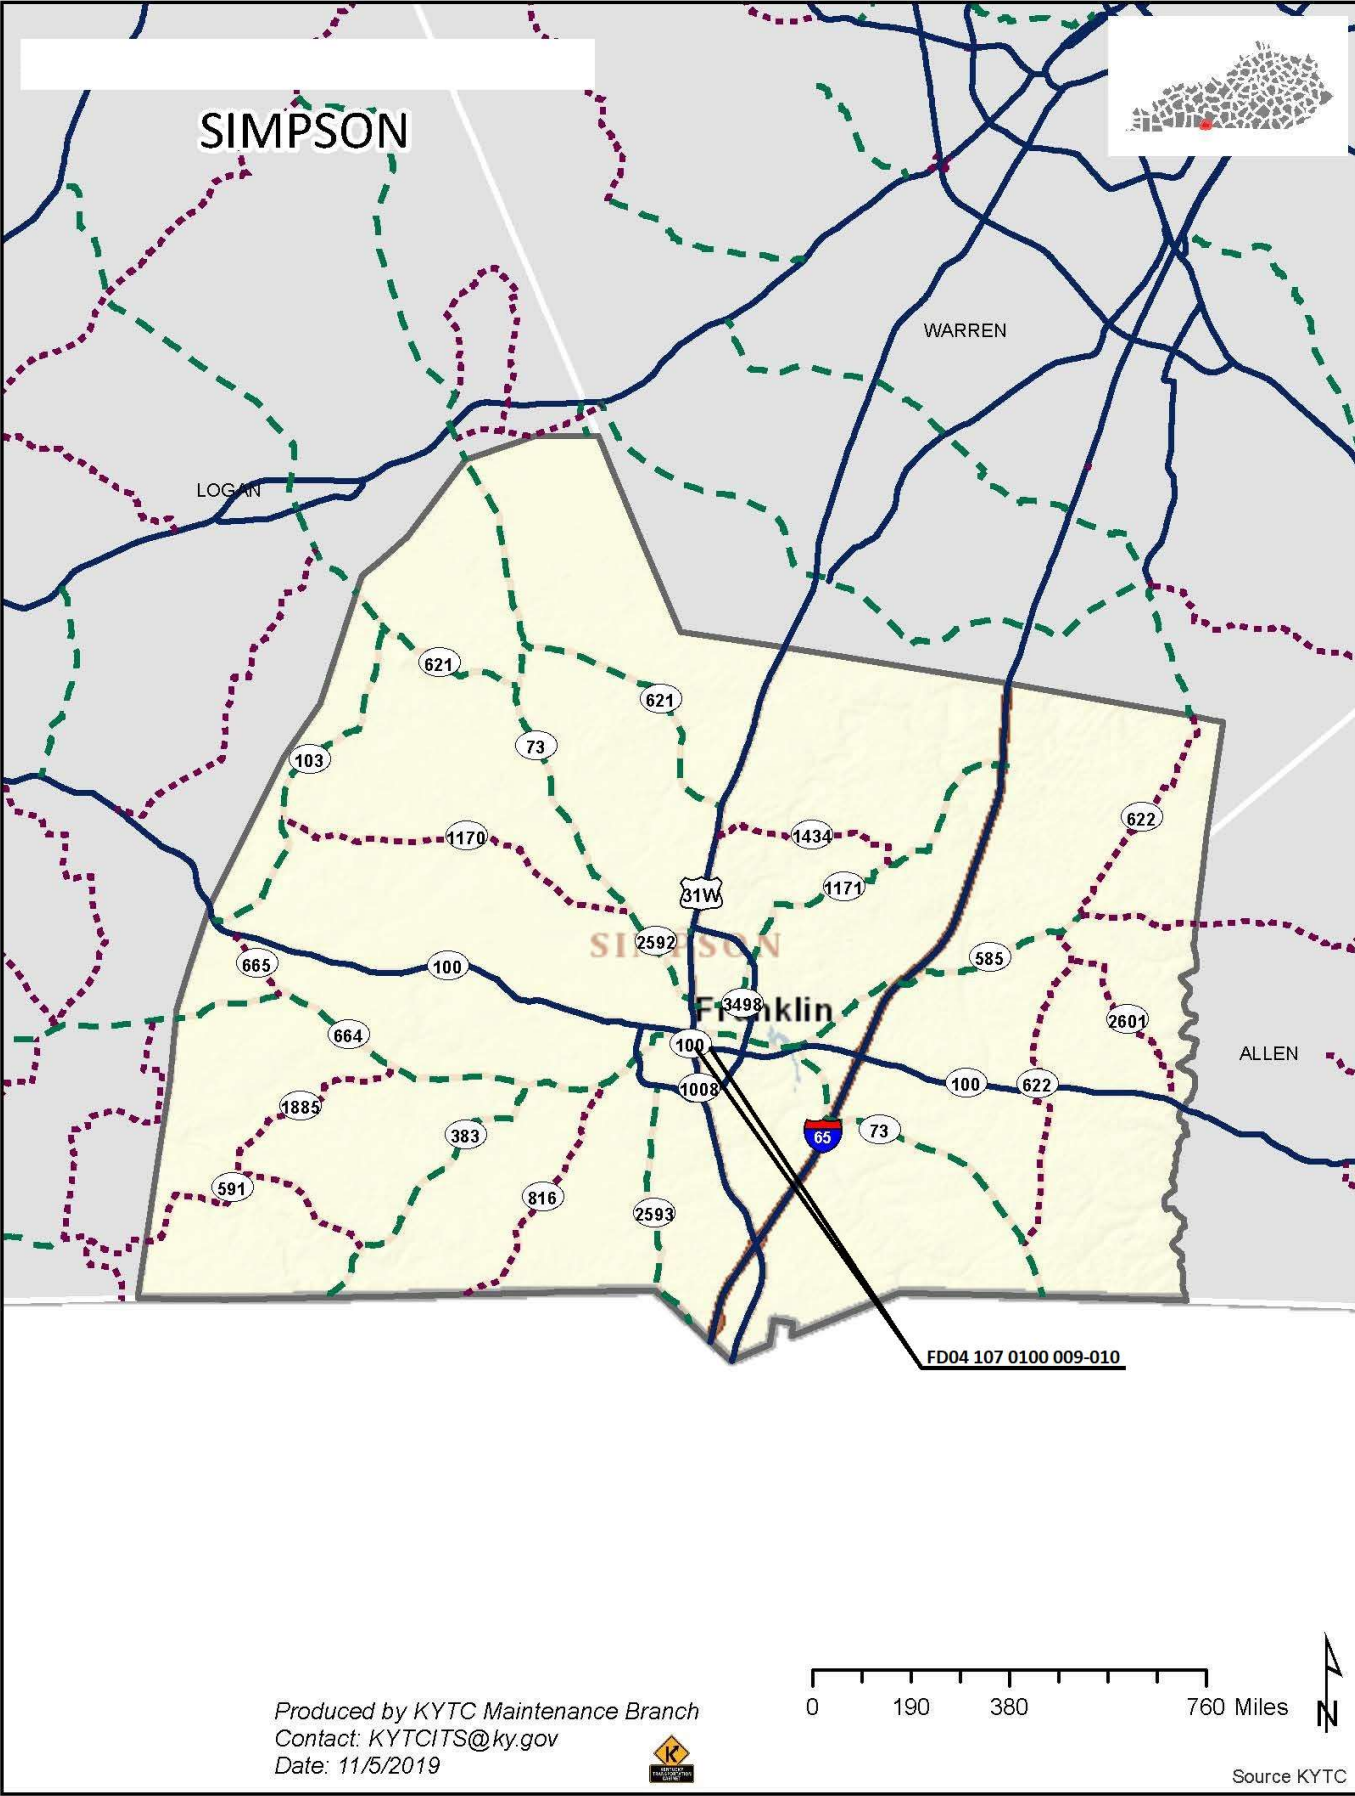 SIMPSON
WARREN
LOGAN
621
621
73
103
622
1170
1434
1171
31W
2592
SIMPSON
585
665
100
3498
Franklin
2601
664
100
ALLEN
1008
100
622
1885
383
65
73
591
816
2593
FD04 107 0100 009-010
0 190 380 760 Miles
N
Produced by KYTC Maintenance Branch
Contact: KYTCITS@ky.gov
Date: 11/5/2019
K
KENTUCKY
TRANSPORTATION
CABINET
Source KYTC